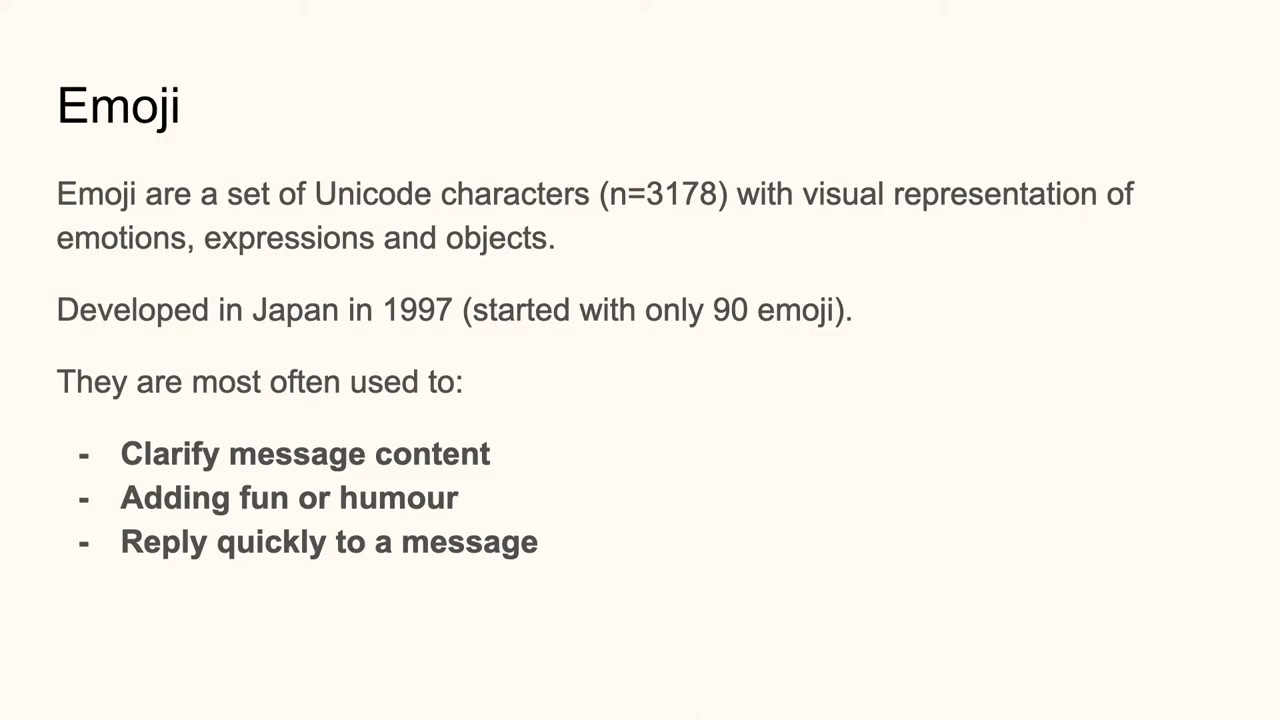 Emoji
Emoji are a set of Unicode characters (n=3178) with visual representation of
emotions, expressions and objects.
Developed in Japan in 1997 (started with only 90 emoji).
They are most often used to:
- Clarify message content
- Adding fun or humour
- Reply quickly to a message